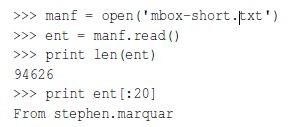 >>> manf = open('mbox-short.txt')
>>> ent = manf.read()
>>> print len(ent)
94626
>>> print ent[:20]
From stephen.marquar